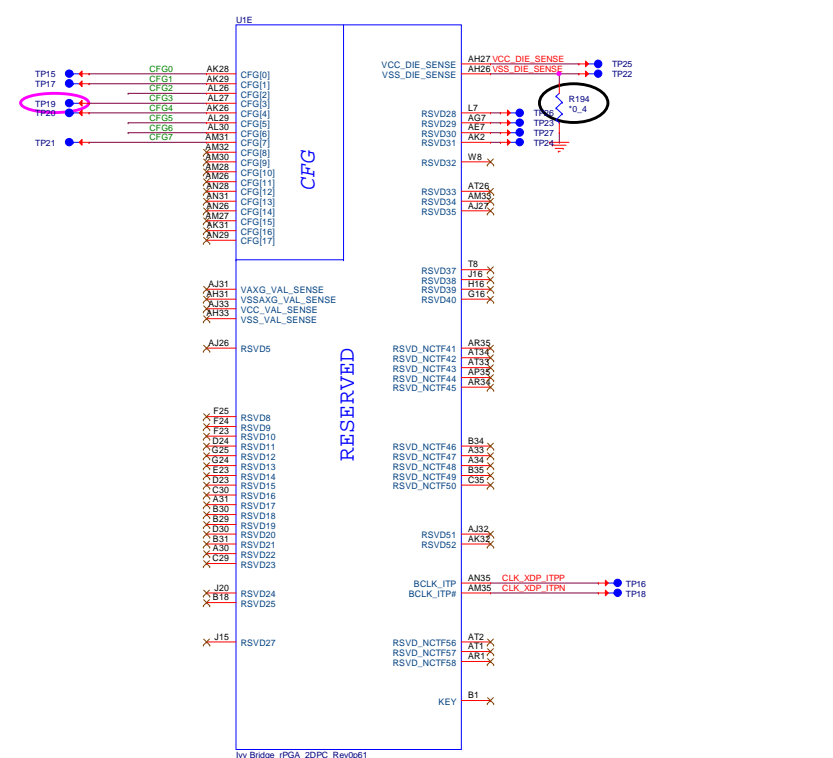 U1E
TP15 CFG0 AK28 CFG[0]
TP17 CFG1 AK29 CFG[1]
CFG2 AL26 CFG[2]
TP19 CFG3 AL27 CFG[3]
TP20 CFG4 AK26 CFG[4]
CFG5 AL29 CFG[5]
CFG6 AL30 CFG[6]
TP21 CFG7 AM31 CFG[7]
AM32 CFG[8]
AM30 CFG[9]
AM28 CFG[10]
AM26 CFG[11]
AN28 CFG[12]
AN31 CFG[13]
AN26 CFG[14]
AM27 CFG[15]
AK31 CFG[16]
AN29 CFG[17]
CFG
AJ31 VAXG_VAL_SENSE
AH31 VSSAXG_VAL_SENSE
AJ33 VCC_VAL_SENSE
AH33 VSS_VAL_SENSE
AJ26 RSVD5
RESERVED
F25 RSVD8
F24 RSVD9
F23 RSVD10
D24 RSVD11
G25 RSVD12
G24 RSVD13
E23 RSVD14
D23 RSVD15
C30 RSVD16
A31 RSVD17
B30 RSVD18
B29 RSVD19
D30 RSVD20
B31 RSVD21
A30 RSVD22
C29 RSVD23
J20 RSVD24
B18 RSVD25
J15 RSVD27
VCC_DIE_SENSE AH27 VCC_DIE_SENSE TP25
VSS_DIE_SENSE AH26 VSS_DIE_SENSE TP22
R194
*0_4
RSVD28 L7 TP26
RSVD29 AG7 TP23
RSVD30 AE7 TP27
RSVD31 AK2 TP24
RSVD32 W8
RSVD33 AT26
RSVD34 AM33
RSVD35 AJ27
RSVD37 T8
RSVD38 J16
RSVD39 H16
RSVD40 G16
RSVD_NCTF41 AR35
RSVD_NCTF42 AT34
RSVD_NCTF43 AT33
RSVD_NCTF44 AP35
RSVD_NCTF45 AR34
RSVD_NCTF46 B34
RSVD_NCTF47 A33
RSVD_NCTF48 A34
RSVD_NCTF49 B35
RSVD_NCTF50 C35
RSVD51 AJ32
RSVD52 AK32
BCLK_ITP AN35 CLK_XDP_ITPP TP16
BCLK_ITP# AM35 CLK_XDP_ITPN TP18
RSVD_NCTF56 AT2
RSVD_NCTF57 AT1
RSVD_NCTF58 AR1
KEY B1
Ivy Bridge_rPGA_2DPC_Rev0p61